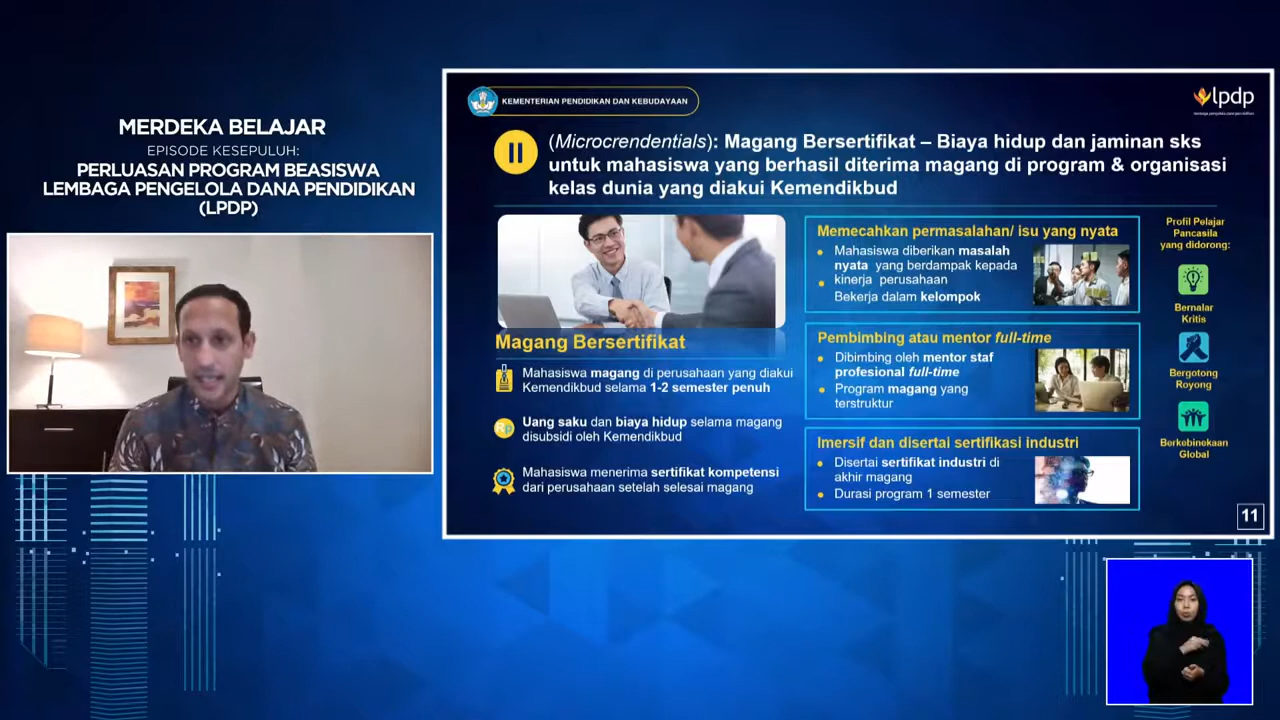 MERDEKA BELAJAR
EPISODE KESEPULUH:
PERLUASAN PROGRAM BEASISWA
LEMBAGA PENGELOLA DANA PENDIDIKAN
(LPDP)
KEMENTERIAN PENDIDIKAN DAN KEBUDAYAAN
lpdp
lembaga pengelola dana pendidikan
(Microcrendentials): Magang Bersertifikat – Biaya hidup dan jaminan sks
untuk mahasiswa yang berhasil diterima magang di program & organisasi
kelas dunia yang diakui Kemendikbud
Magang Bersertifikat
Mahasiswa magang di perusahaan yang diakui
Kemendikbud selama 1-2 semester penuh
Rp
Uang saku dan biaya hidup selama magang
disubsidi oleh Kemendikbud
Mahasiswa menerima sertifikat kompetensi
dari perusahaan setelah selesai magang
Memecahkan permasalahan/ isu yang nyata
Mahasiswa diberikan masalah
nyata yang berdampak kepada
kinerja perusahaan
Bekerja dalam kelompok
Pembimbing atau mentor full-time
Dibimbing oleh mentor staf
profesional full-time
Program magang yang
terstruktur
Imersif dan disertai sertifikasi industri
Disertai sertifikat industri di
akhir magang
Durasi program 1 semester
Profil Pelajar
Pancasila
yang didorong:
Bernalar
Kritis
Bergotong
Royong
Berkebinekaan
Global
11